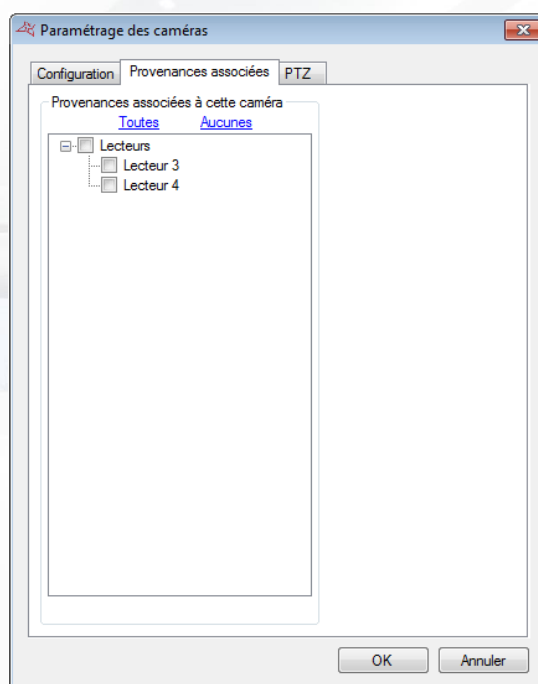 Paramétrage des caméras
Configuration Provenances associées PTZ
Provenances associées à cette caméra
Toutes Aucunes
Lecteurs
Lecteur 3
Lecteur 4
OK Annuler